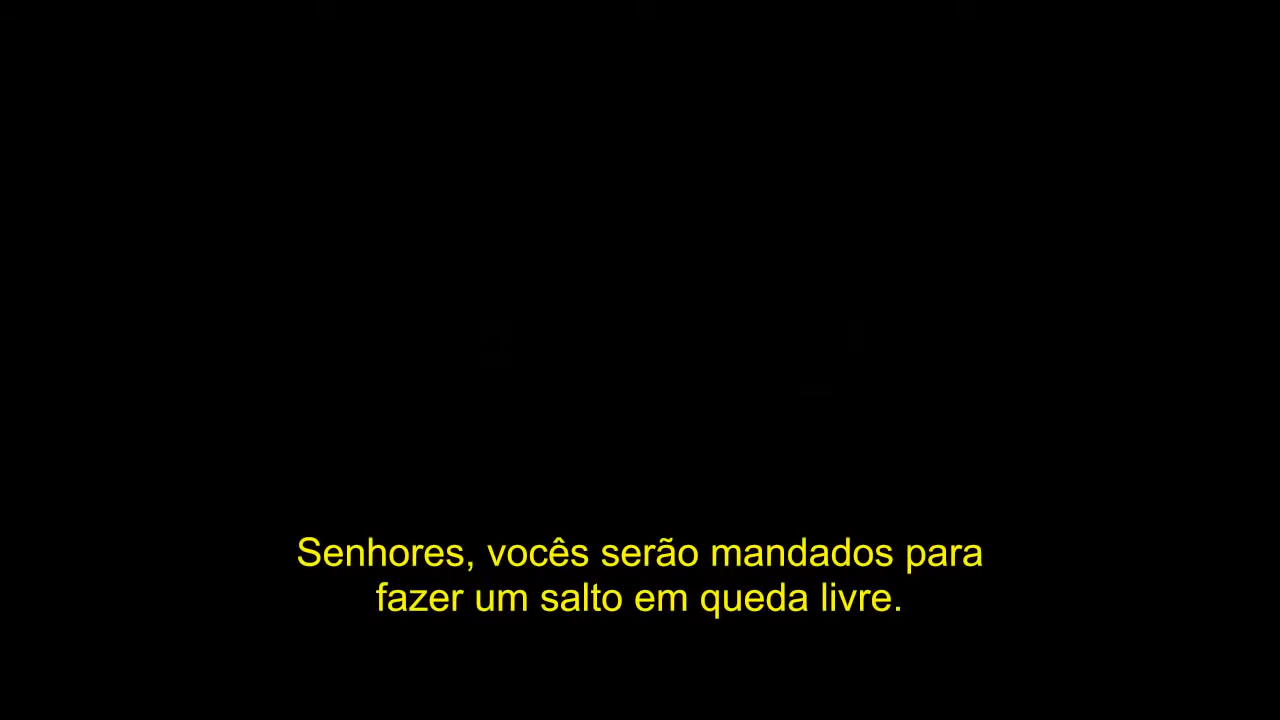 Senhores, vocês serão mandados para
fazer um salto em queda livre.